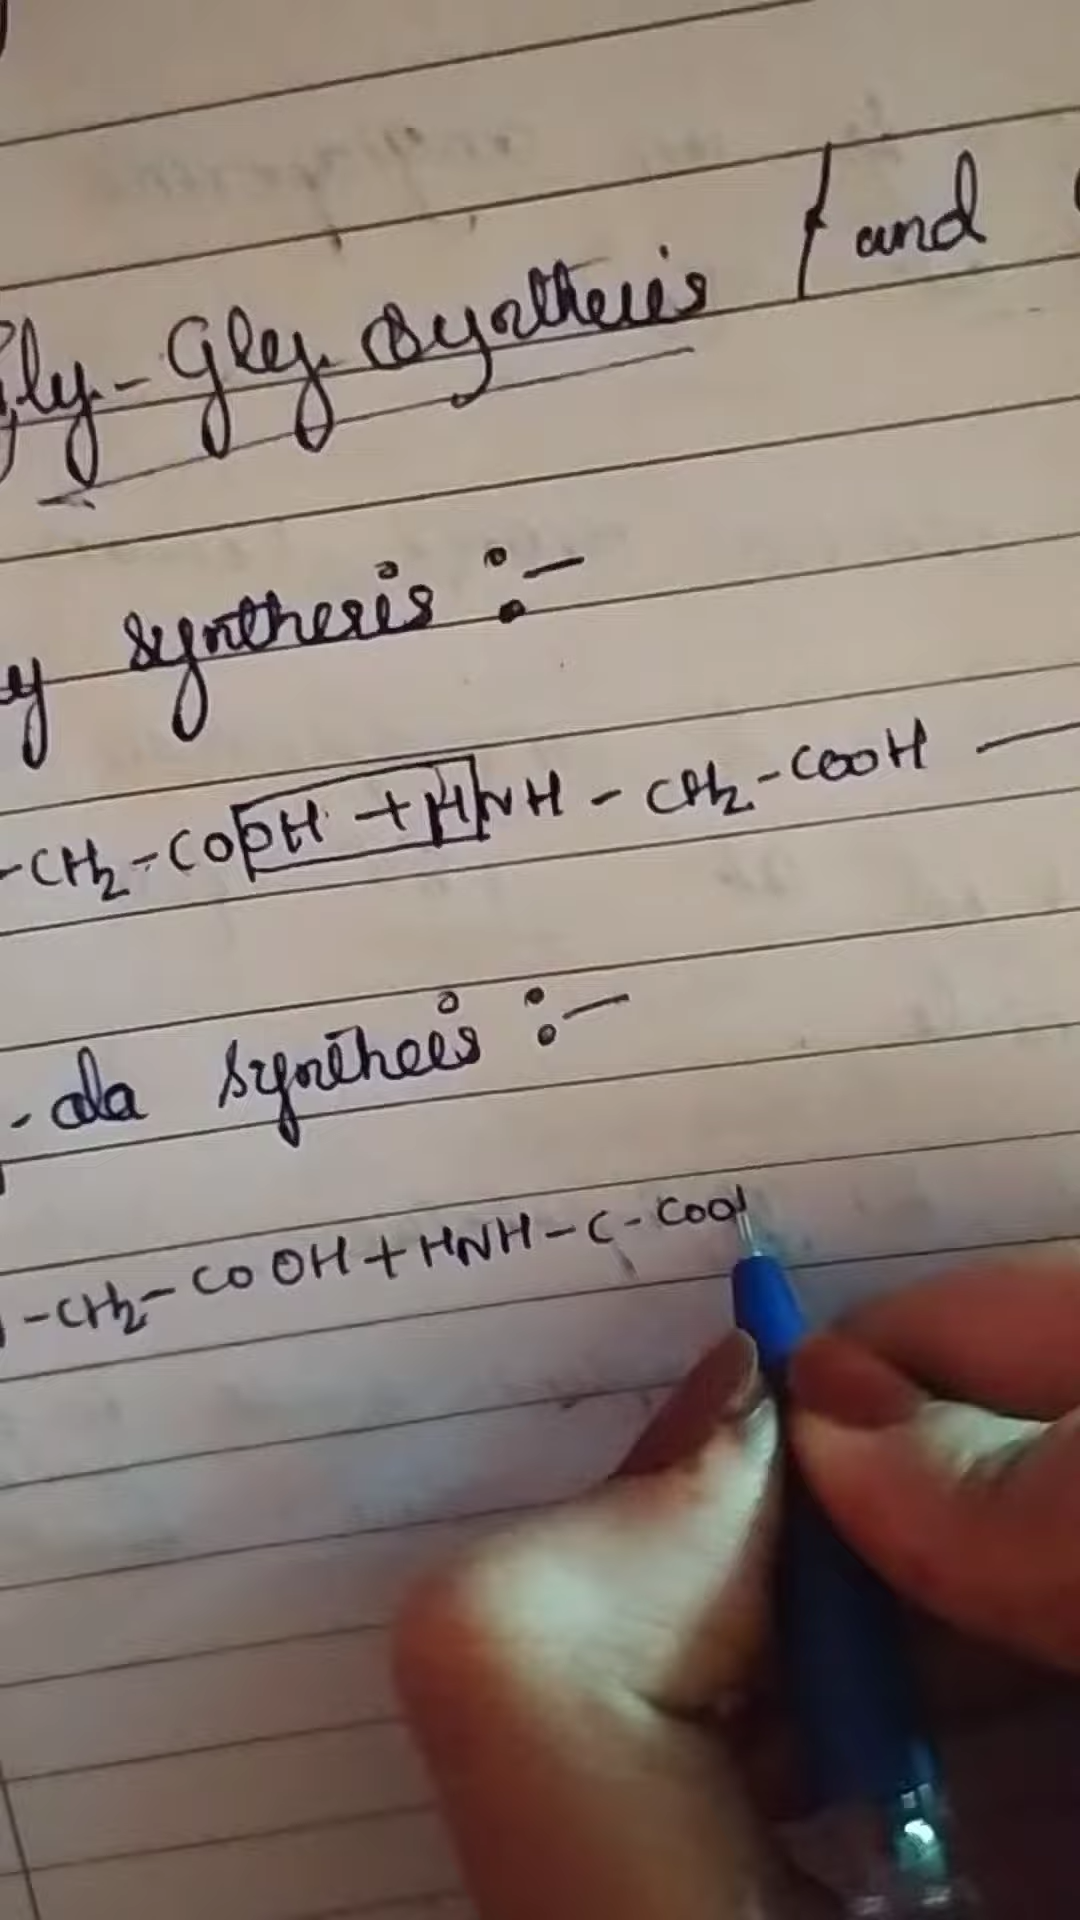 Gly-Gly synthesis / and
y synthesis :-
-CH2-COOH + HNH - CH2-COOH —
-ala synthesis :-
-CH2-COOH + HNH-C-COO